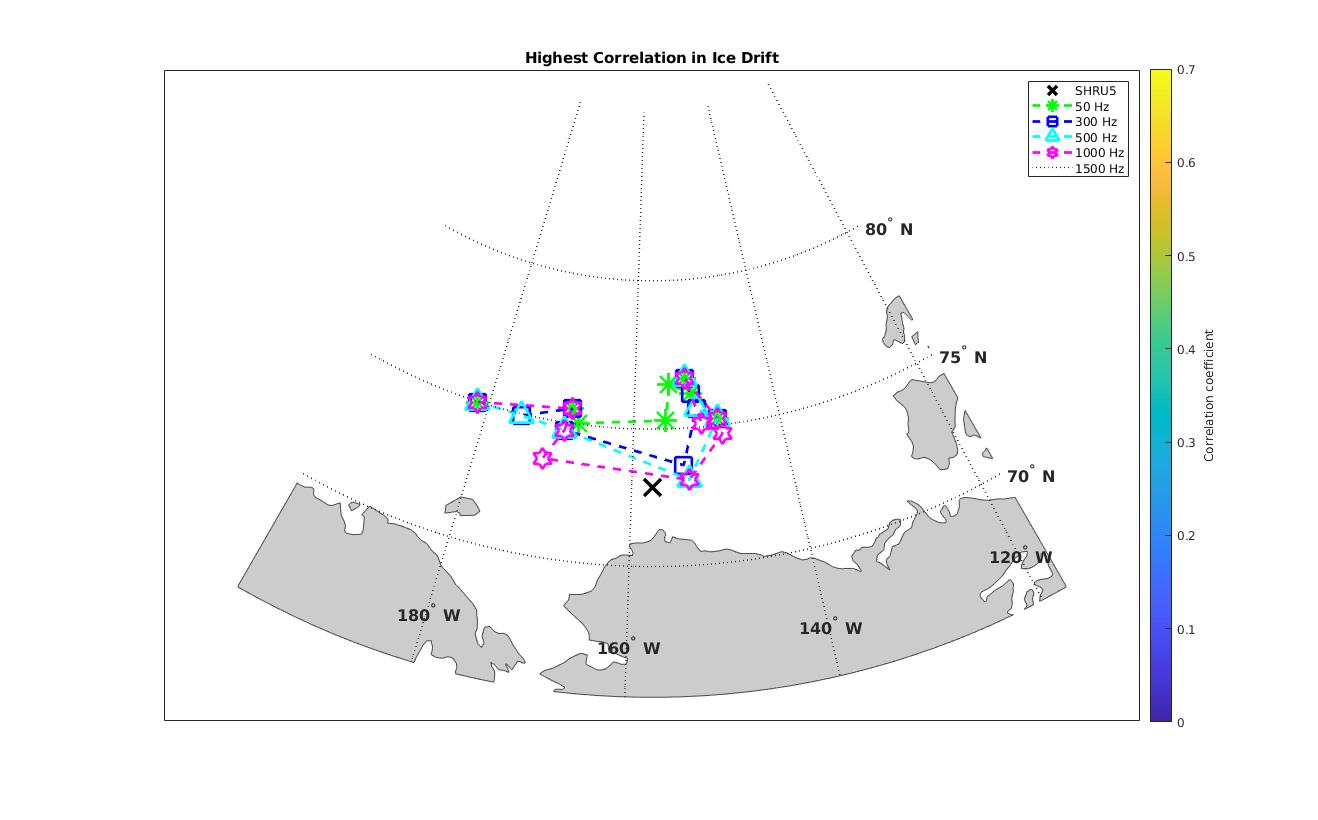 Highest Correlation in Ice Drift
SHRU5
50 Hz
300 Hz
500 Hz
1000 Hz
1500 Hz
80° N
75° N
70° N
120° W
180° W
140° W
160° W
0.7
0.6
0.5
0.4
0.3
0.2
0.1
0
Correlation coefficient